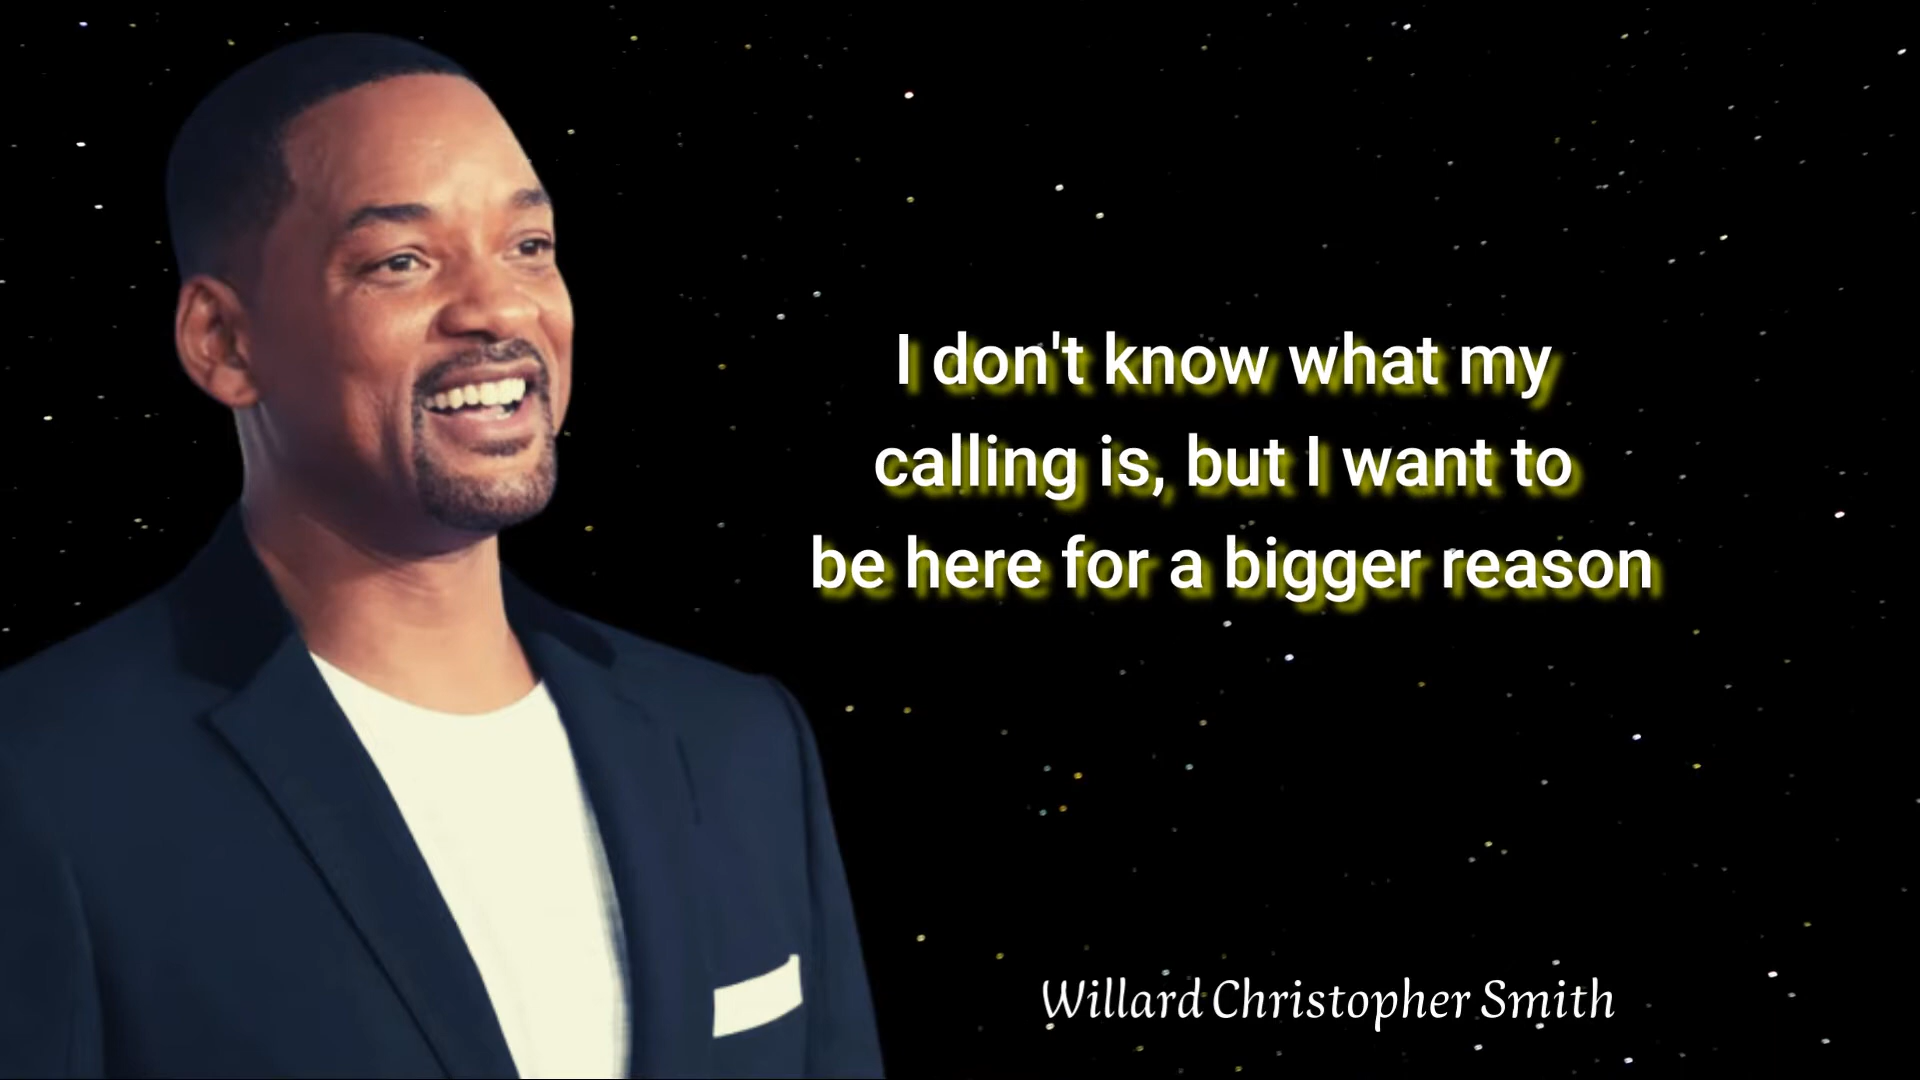 I don't know what my
calling is, but I want to
be here for a bigger reason
Willard Christopher Smith